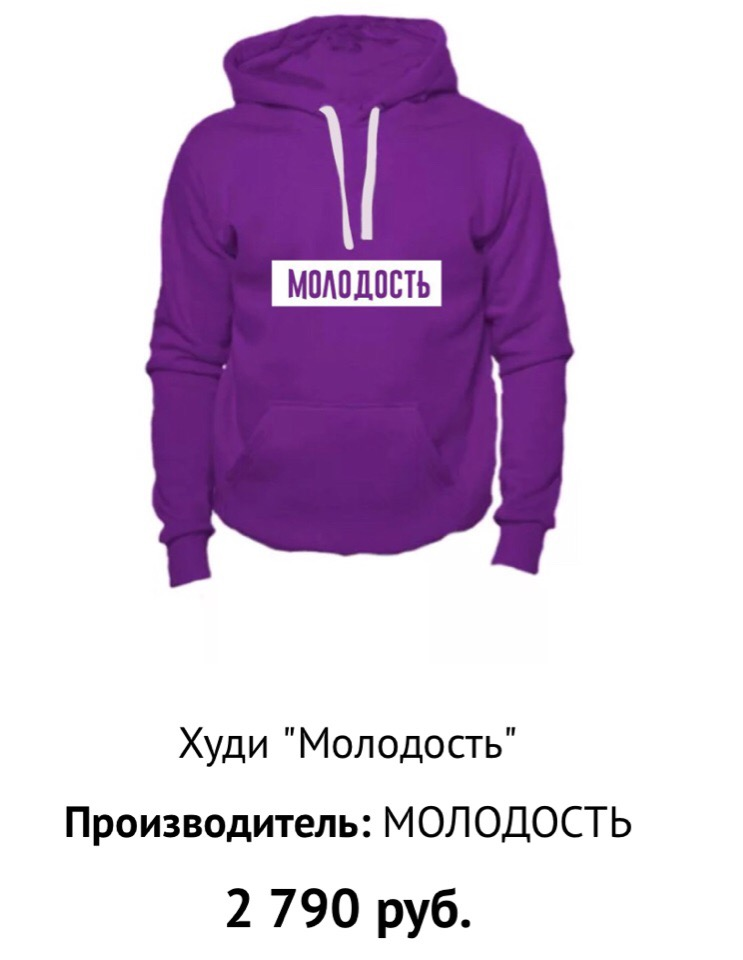 МОЛОДОСТЬ
Худи "Молодость"
Производитель: МОЛОДОСТЬ
2 790 руб.